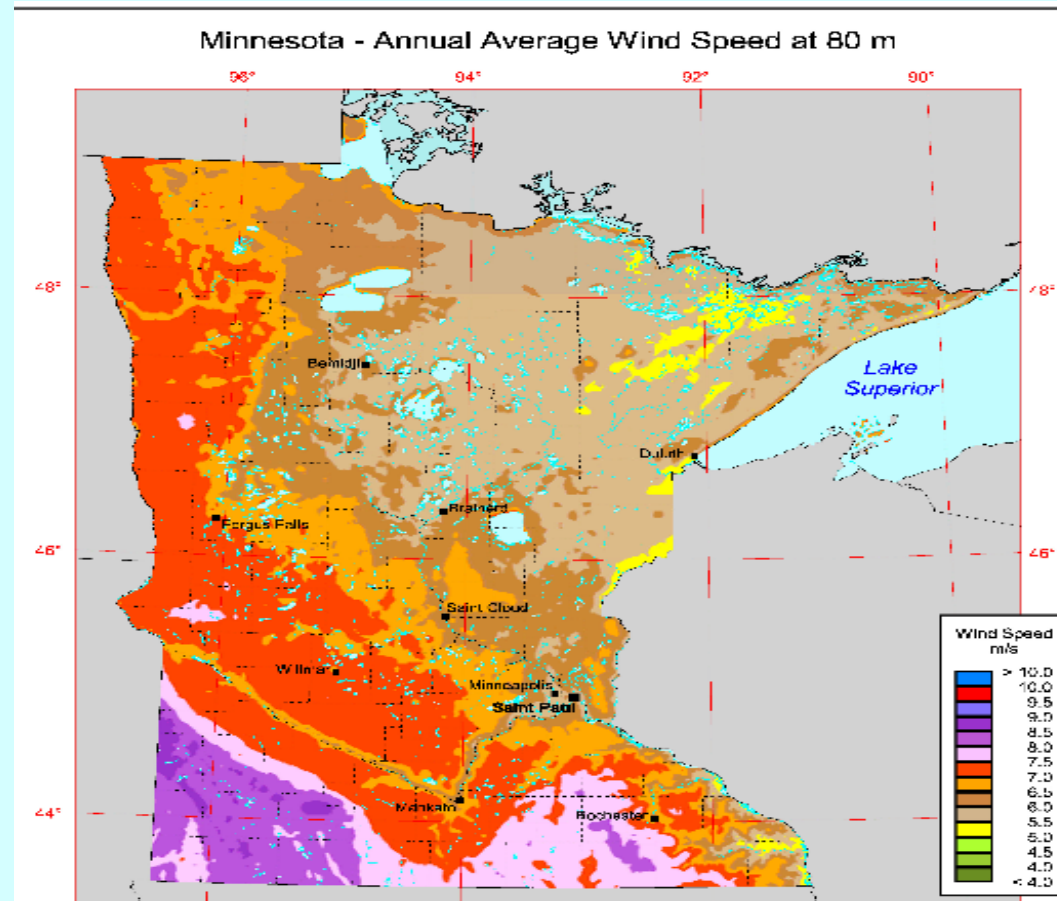 Minnesota - Annual Average Wind Speed at 80 m
96° 94° 92° 90°
48° 48°
Bemidji
Lake
Superior
Duluth
Brainerd
Fergus Falls
46° 46°
Saint Cloud
Willmar
Minneapolis
Saint Paul
44° 44°
Mankato
Rochester
Wind Speed
m/s
> 10.0
10.0
9.5
9.0
8.5
8.0
7.5
7.0
6.5
6.0
5.5
5.0
4.5
4.0
< 4.0